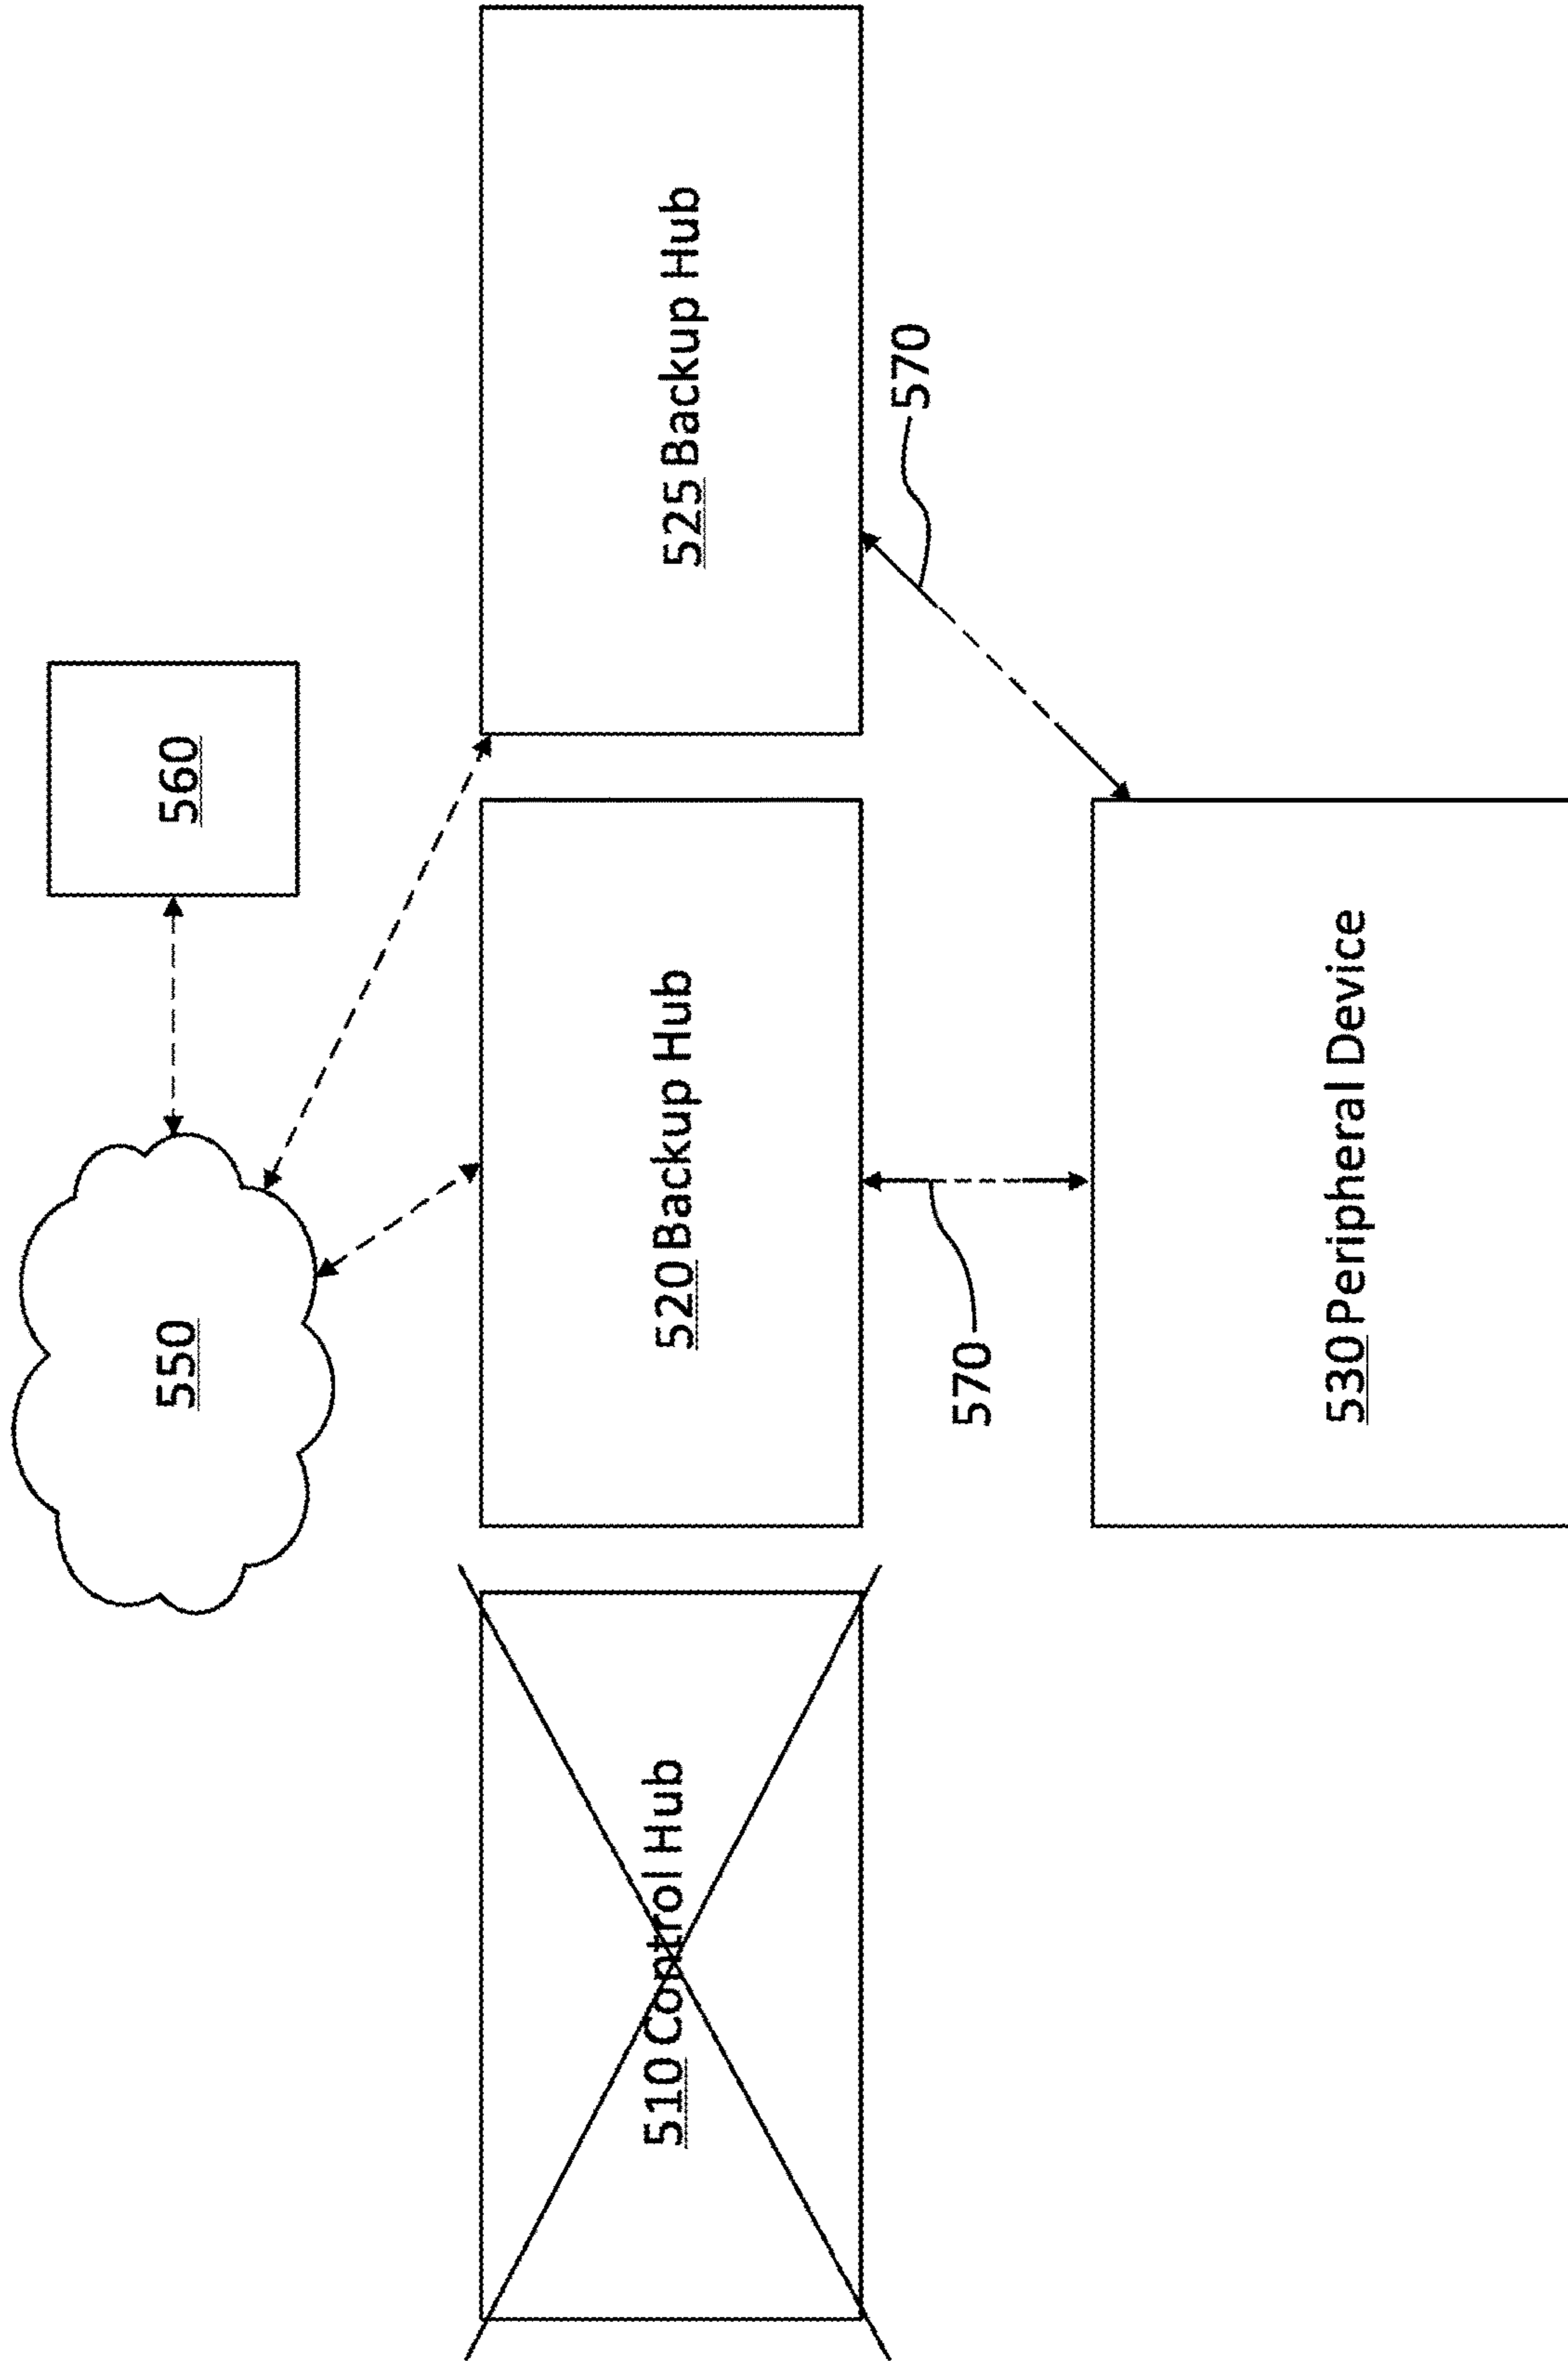 550
560
510 Control Hub
520 Backup Hub
525 Backup Hub
570
570
530 Peripheral Device